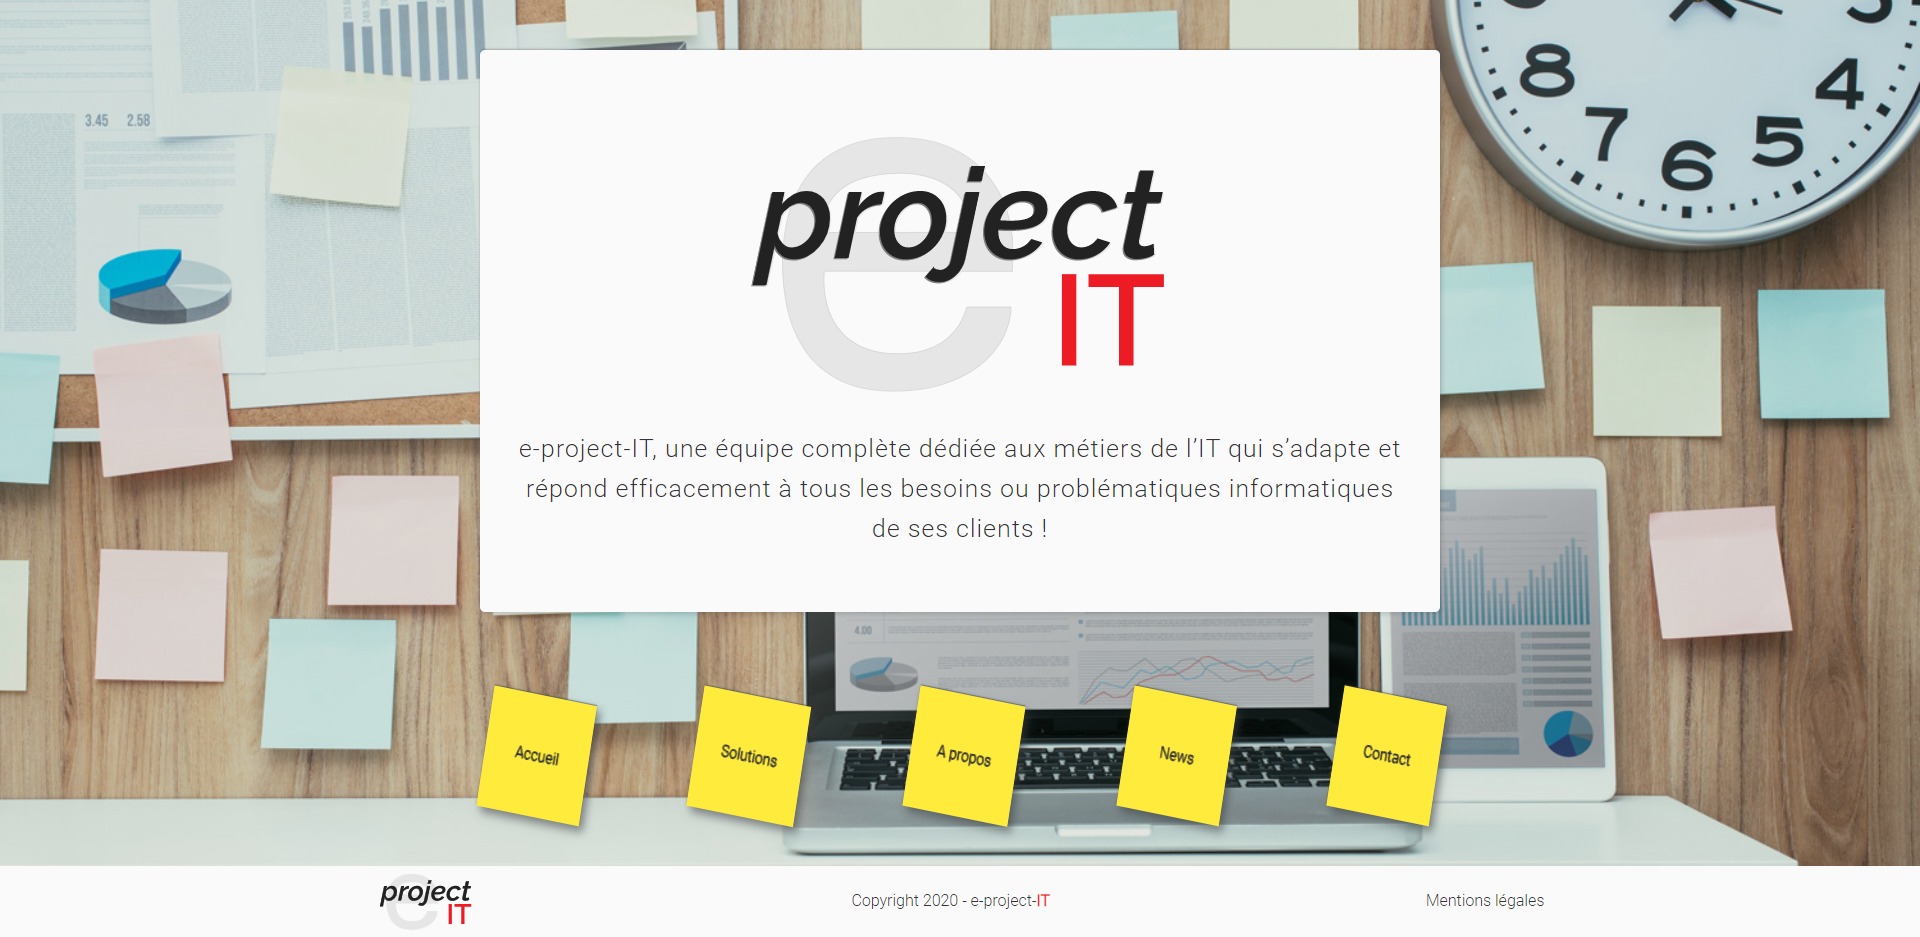 3.45 2.58
8
4
7
5
6
e
project
IT
e-project-IT, une équipe complète dédiée aux métiers de l’IT qui s’adapte et
répond efficacement à tous les besoins ou problématiques informatiques
de ses clients !
4.00
Accueil
Solutions
A propos
News
Contact
e
project
IT
Copyright 2020 - e-project-IT
Mentions légales